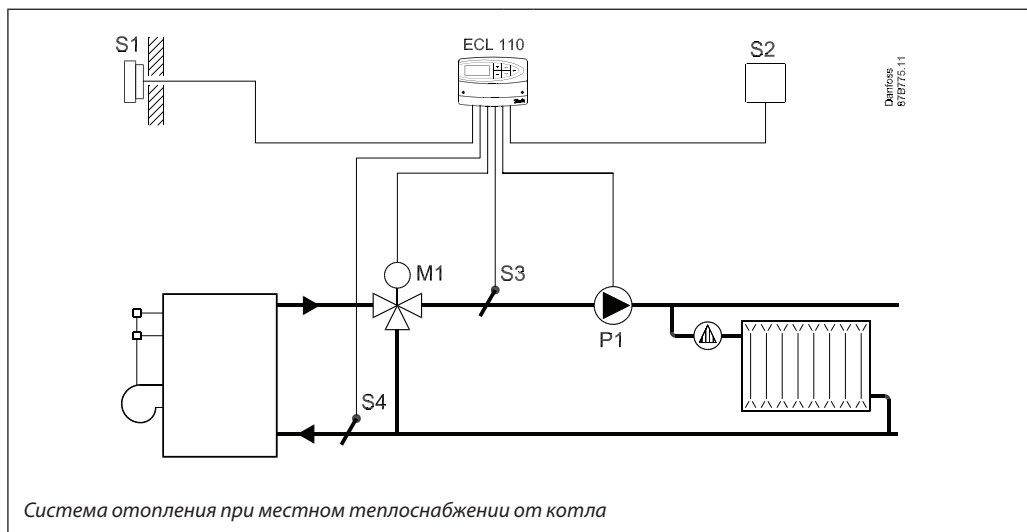 S1
ECL 110
S2
Danfoss
87B775.11
M1
S3
P1
S4
Система отопления при местном теплоснабжении от котла